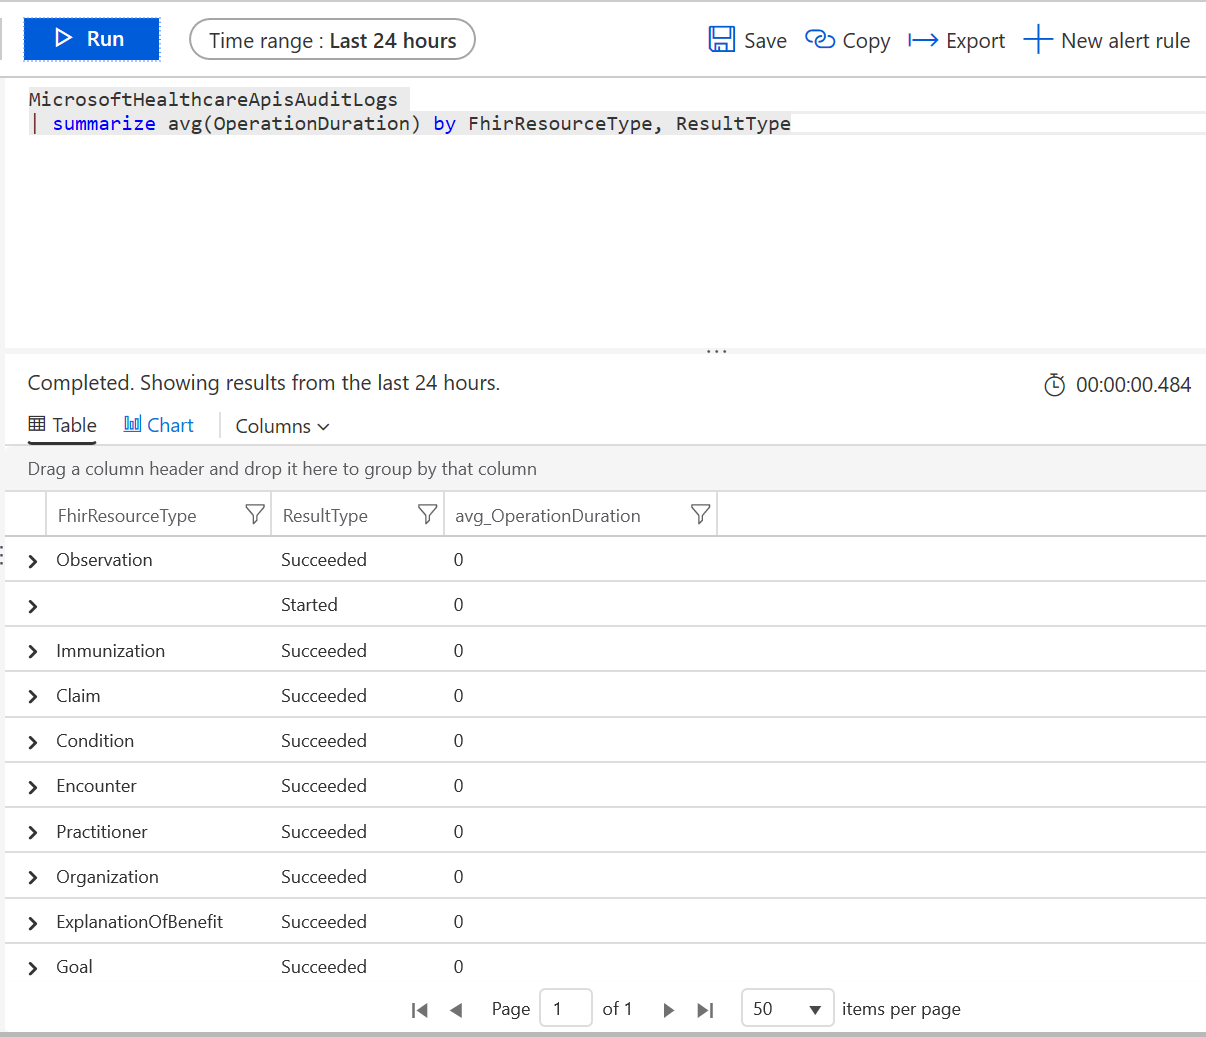 Run Time range : Last 24 hours Save Copy Export New alert rule
MicrosoftHealthcareApisAuditLogs
| summarize avg(OperationDuration) by FhirResourceType, ResultType
Completed. Showing results from the last 24 hours. 00:00:00.484
Table Chart Columns
Drag a column header and drop it here to group by that column
FhirResourceType ResultType avg_OperationDuration
Observation Succeeded 0
Started 0
Immunization Succeeded 0
Claim Succeeded 0
Condition Succeeded 0
Encounter Succeeded 0
Practitioner Succeeded 0
Organization Succeeded 0
ExplanationOfBenefit Succeeded 0
Goal Succeeded 0
Page 1 of 1 50 items per page